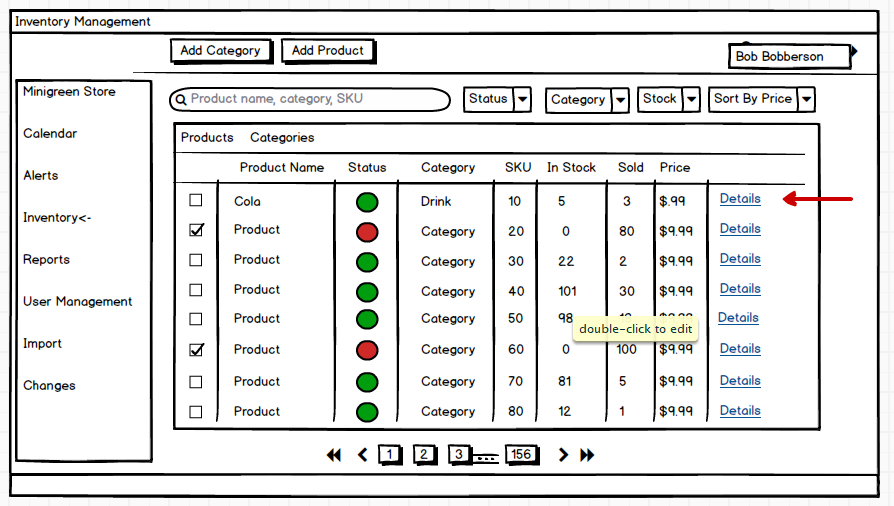 Inventory Management
Add Category Add Product Bob Bobberson
Minigreen Store
Calendar
Alerts
Inventory<-
Reports
User Management
Import
Changes
Product name, category, SKU Status Category Stock Sort By Price
Products Categories
Product Name Status Category SKU In Stock Sold Price
Cola Drink 10 5 3 $.99 Details
Product Category 20 0 80 $9.99 Details
Product Category 30 22 2 $9.99 Details
Product Category 40 101 30 $9.99 Details
Product Category 50 98 Details
double-click to edit
Product Category 60 0 100 $9.99 Details
Product Category 70 81 5 $9.99 Details
Product Category 80 12 1 $9.99 Details
1 2 3 .... 156